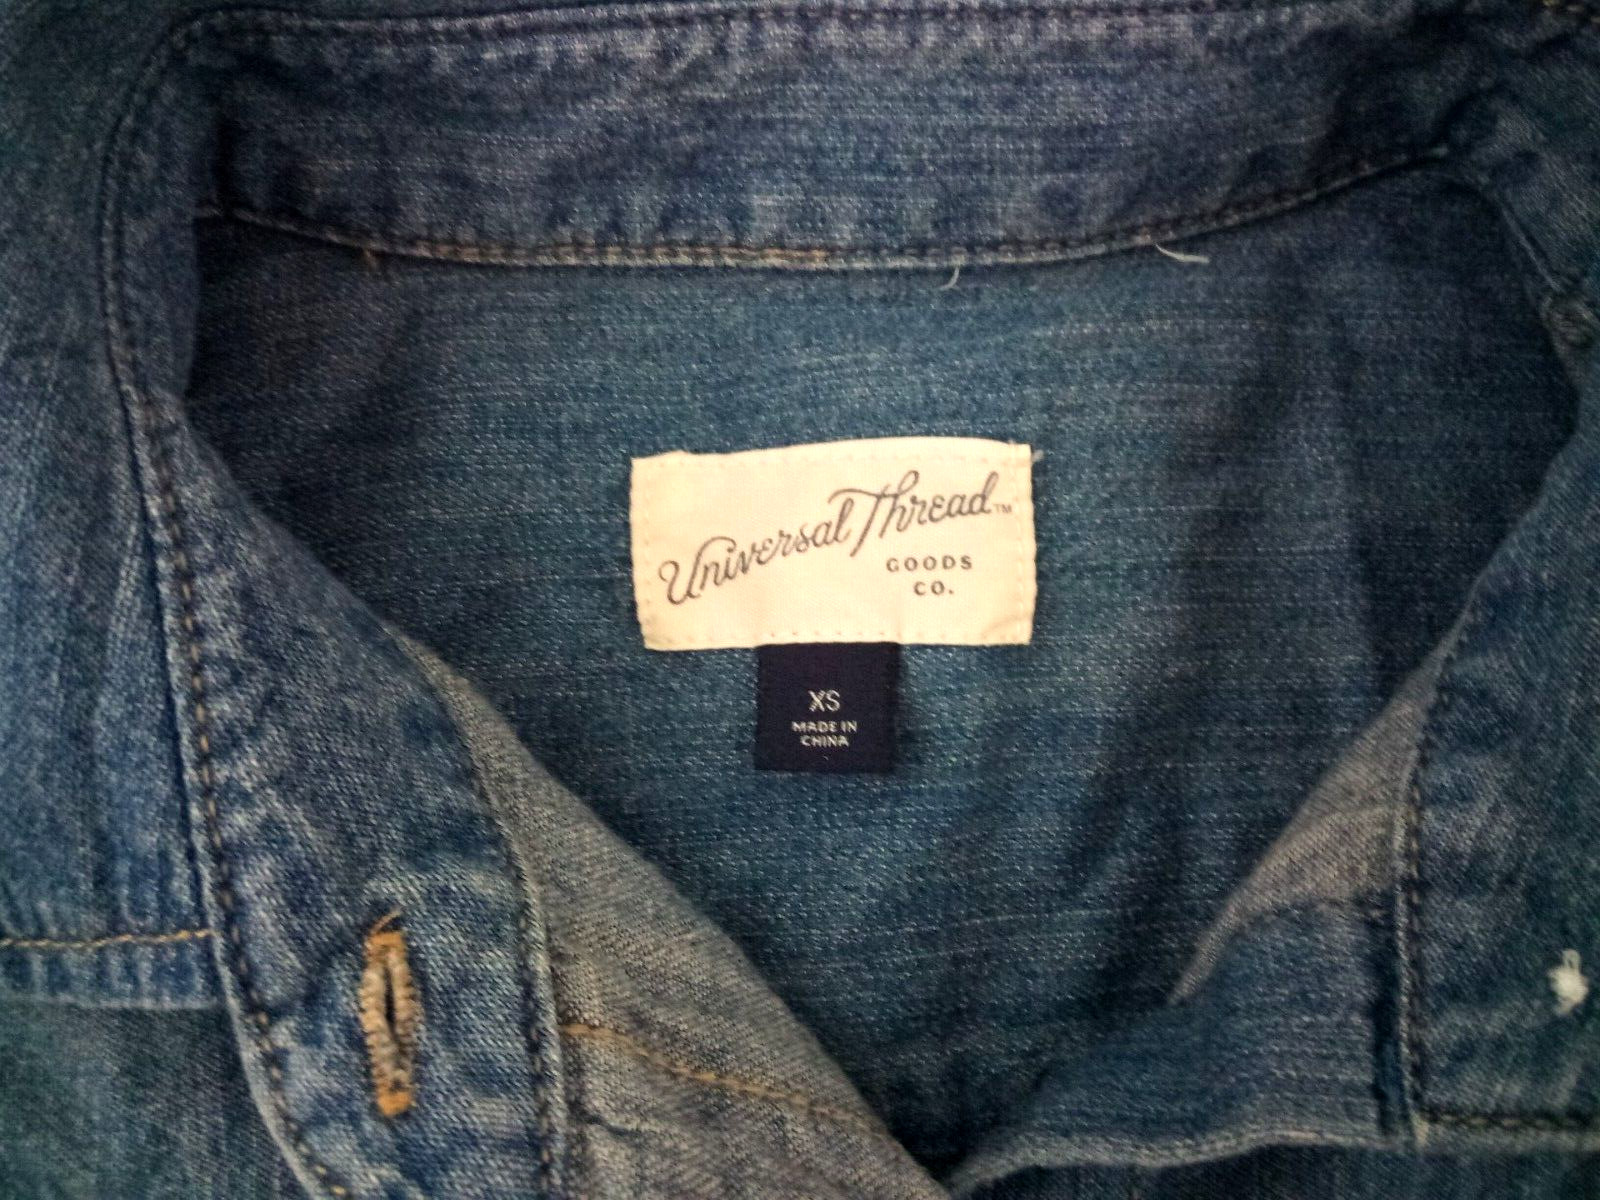 Universal Thread™
GOODS
CO.
XS
MADE IN
CHINA